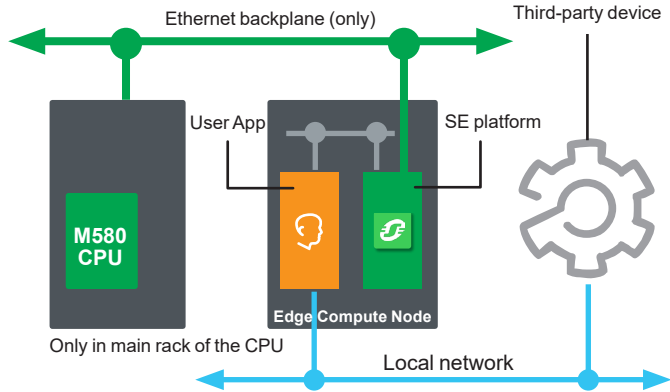 Ethernet backplane (only)
Third-party device
User App
SE platform
M580
CPU
Edge Compute Node
Only in main rack of the CPU
Local network